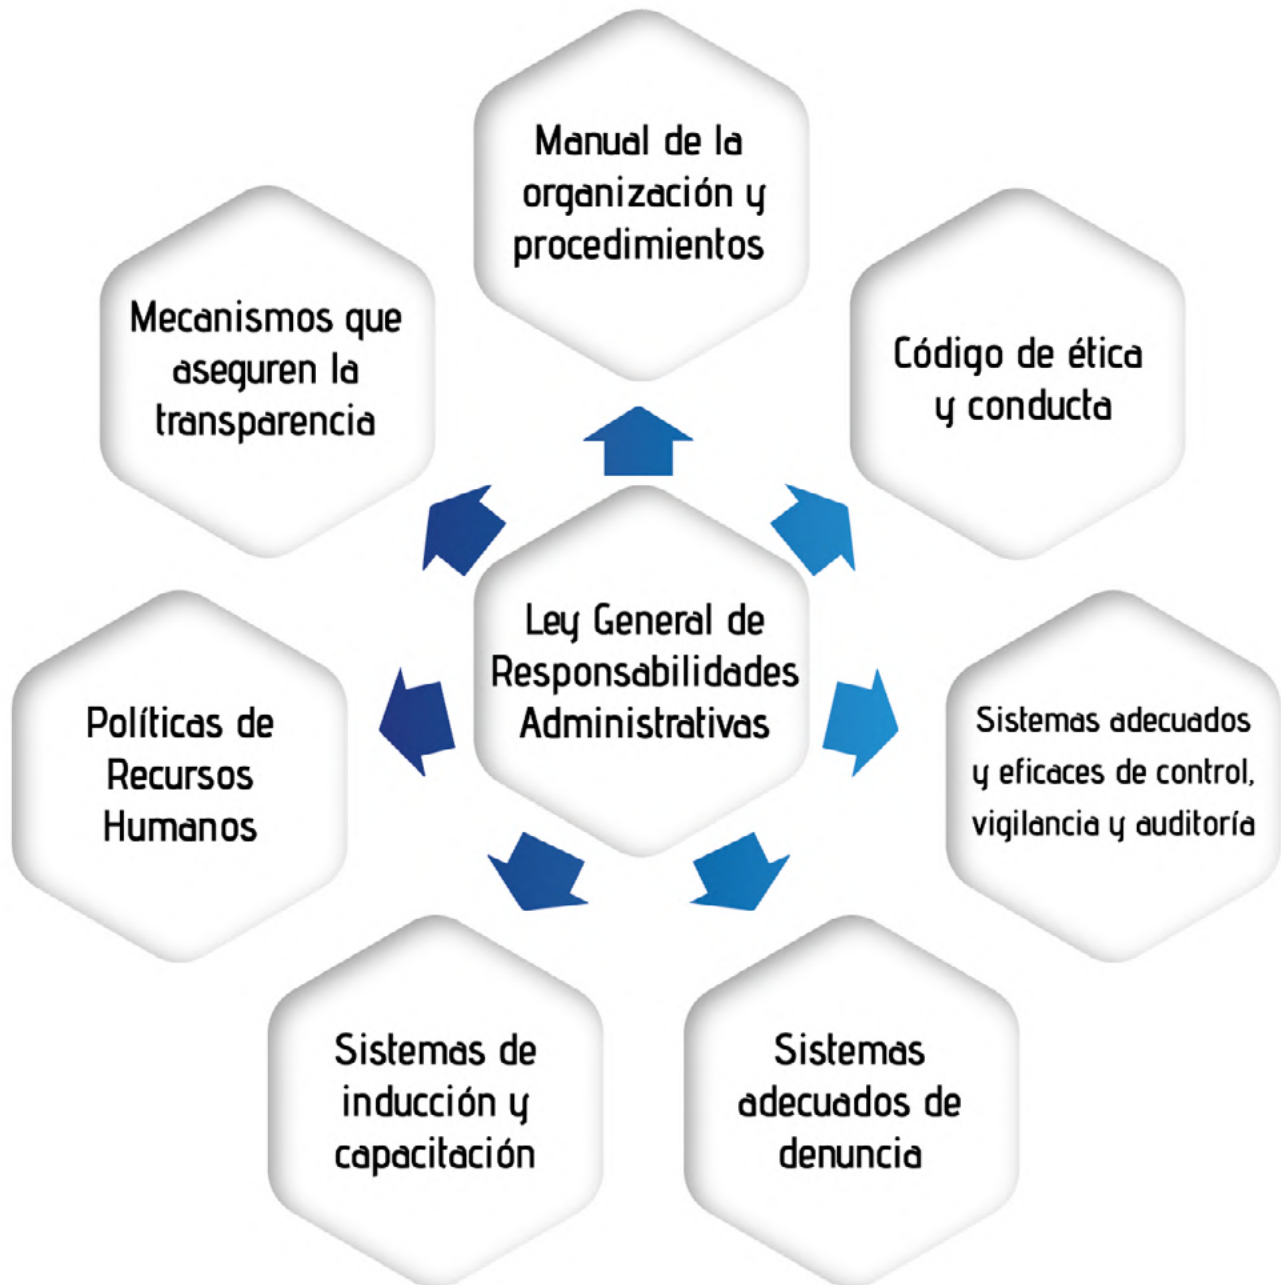 Manual de la
organización y
procedimientos
Mecanismos que
aseguren la
transparencia
Código de ética
y conducta
Ley General de
Responsabilidades
Administrativas
Políticas de
Recursos
Humanos
Sistemas adecuados
y eficaces de control,
vigilancia y auditoría
Sistemas de
inducción y
capacitación
Sistemas
adecuados de
denuncia